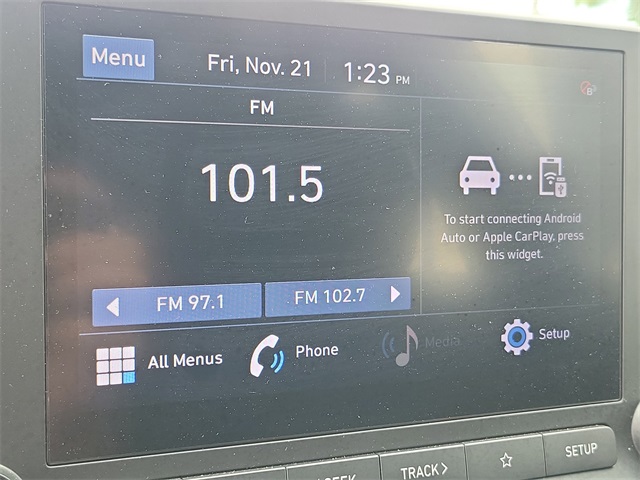 Menu
Fri, Nov. 21
1:23 PM
B
FM
101.5
To start connecting Android
Auto or Apple CarPlay, press
this widget.
FM 97.1
FM 102.7
All Menus
Phone
Media
Setup
SEEK
TRACK >
SETUP